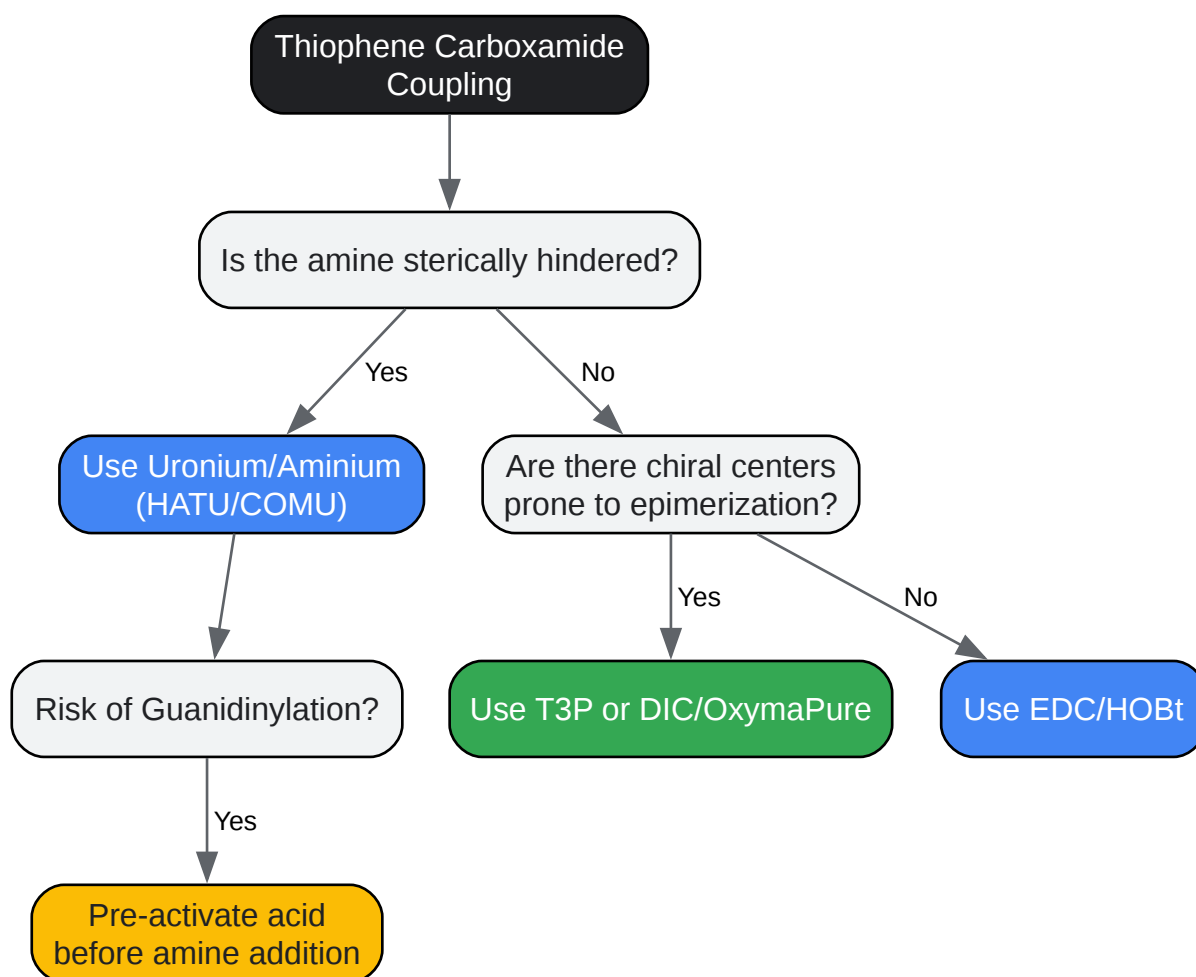 Thiophene Carboxamide
Coupling
Is the amine sterically hindered?
Yes
No
Use Uronium/Aminium
(HATU/COMU)
Are there chiral centers
prone to epimerization?
Yes
No
Risk of Guanidinylation?
Use T3P or DIC/OxymaPure
Use EDC/HOBt
Yes
Pre-activate acid
before amine addition